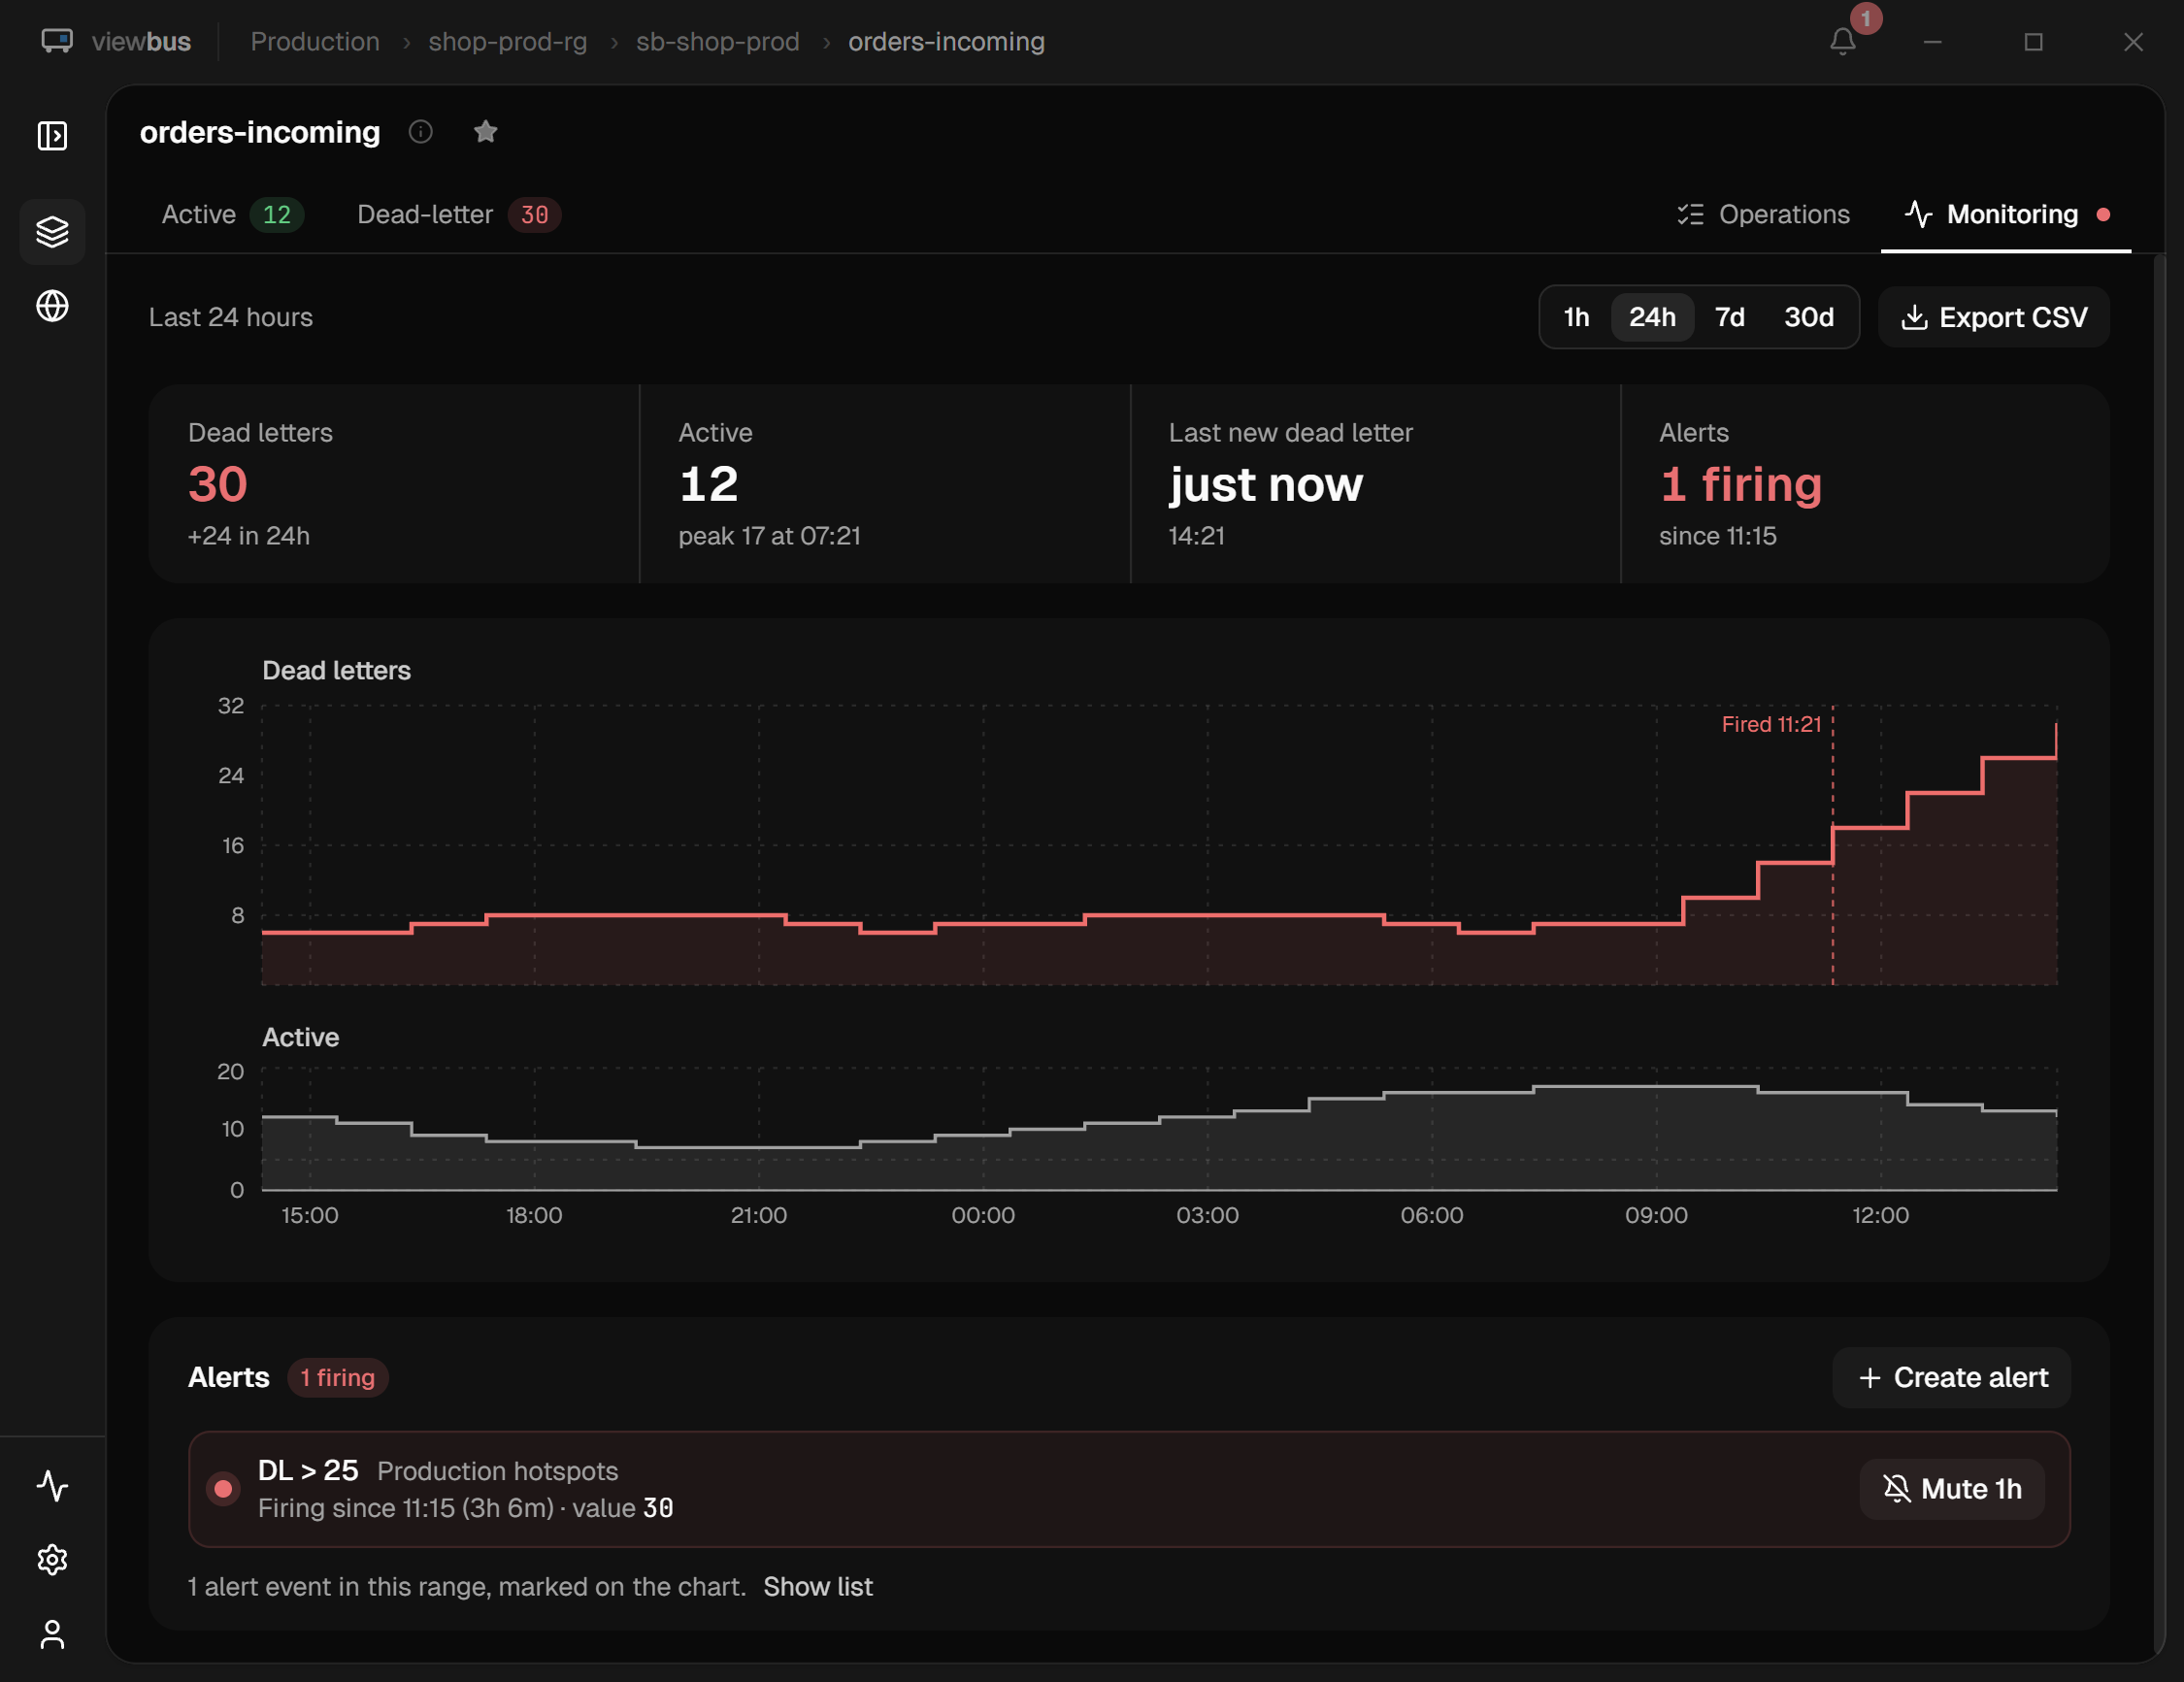 viewbus Production › shop-prod-rg › sb-shop-prod › orders-incoming 1
orders-incoming
Active 12 Dead-letter 30 Operations Monitoring
Last 24 hours 1h 24h 7d 30d Export CSV
Dead letters
30
+24 in 24h
Active
12
peak 17 at 07:21
Last new dead letter
just now
14:21
Alerts
1 firing
since 11:15
Dead letters
32
Fired 11:21
24
16
8
Active
20
10
0
15:00 18:00 21:00 00:00 03:00 06:00 09:00 12:00
Alerts 1 firing Create alert
DL > 25 Production hotspots
Firing since 11:15 (3h 6m) · value 30
Mute 1h
1 alert event in this range, marked on the chart. Show list